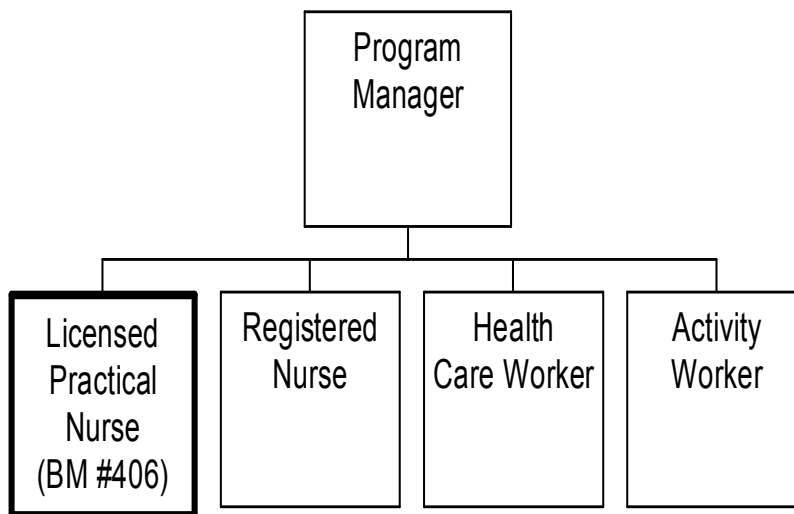 Program
Manager
Licensed
Practical
Nurse
(BM #406)
Registered
Nurse
Health
Care Worker
Activity
Worker